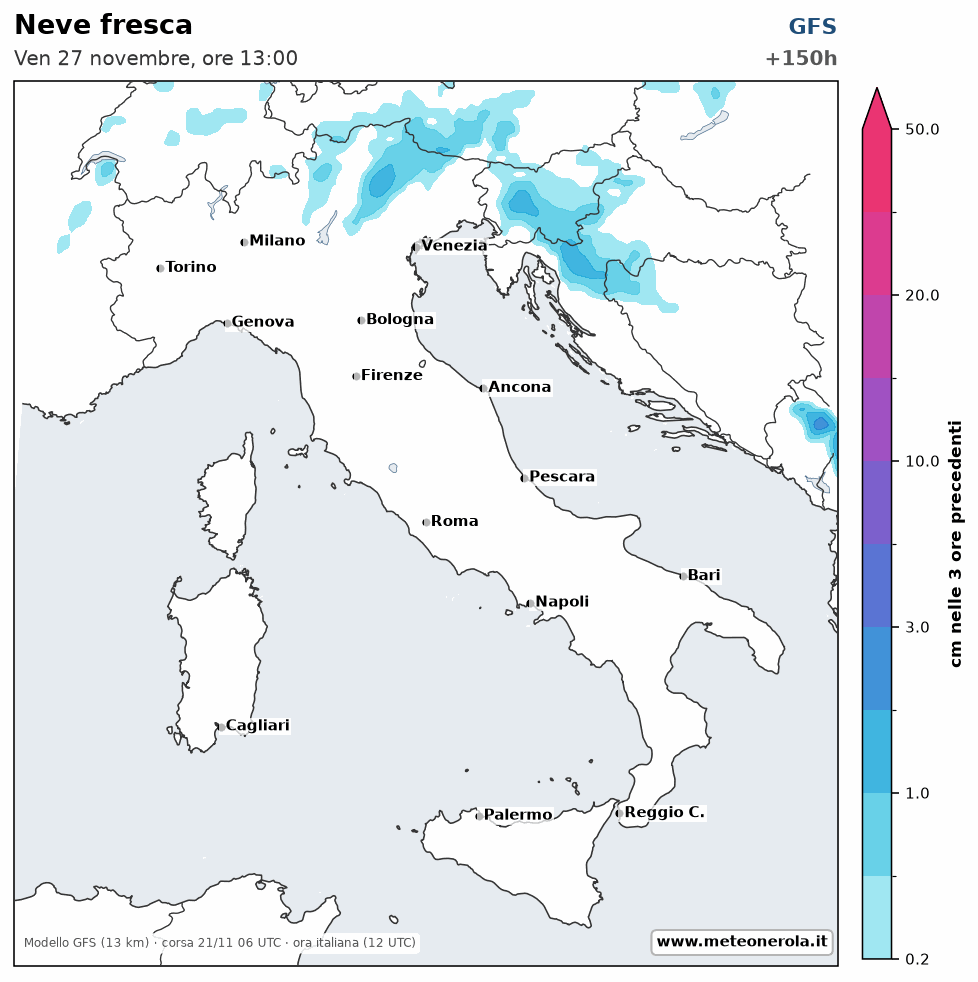 Neve fresca
GFS
Ven 27 novembre, ore 13:00
+150h
50.0
20.0
10.0
3.0
1.0
0.2
cm nelle 3 ore precedenti
Milano
Venezia
Torino
Genova
Bologna
Firenze
Ancona
Pescara
Roma
Bari
Napoli
Cagliari
Palermo
Reggio C.
Modello GFS (13 km) · corsa 21/11 06 UTC · ora italiana (12 UTC)
www.meteonerola.it